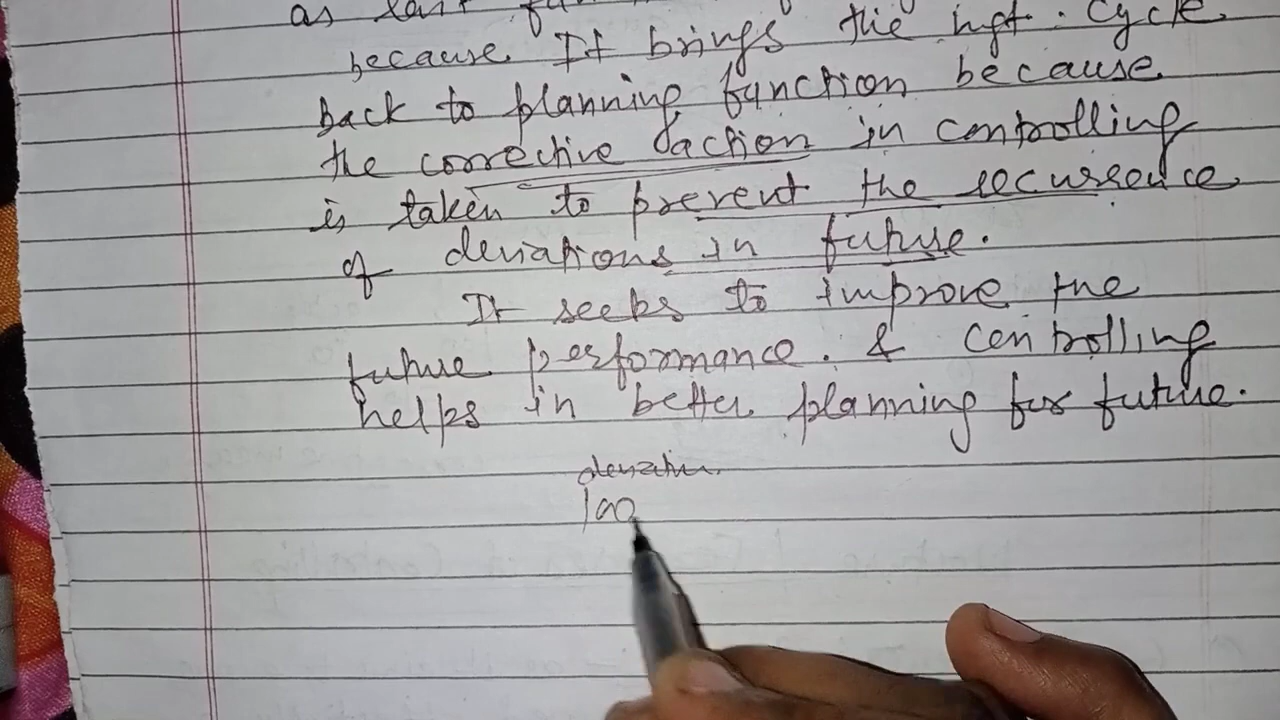 as last
because It brings the mgt. cycle
back to planning function because
the corrective action in controlling
is taken to prevent the recurrence
of deviations in future.
It seeks to improve the
future performance. & controlling
helps in better planning for future.
deviation
100